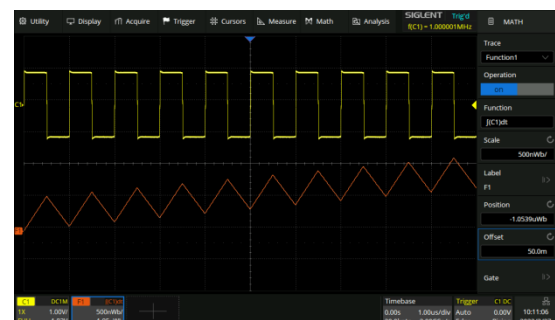 Utility Display Acquire Trigger Cursors Measure Math Analysis
SIGLENT Trig'd
f(C1) = 1.000001MHz
MATH
Trace
Function1
Operation
on
Function
∫(C1)dt
Scale
500nWb/
Label
F1
Position
-1.0539uWb
Offset
50.0m
Gate
C1
F1
C1 DC1M
1X 1.00V/
F1 ∫(C1)dt
500nWb/
Timebase
0.00s 1.00us/div
Trigger C1 DC
Auto 0.00V
10:11:06